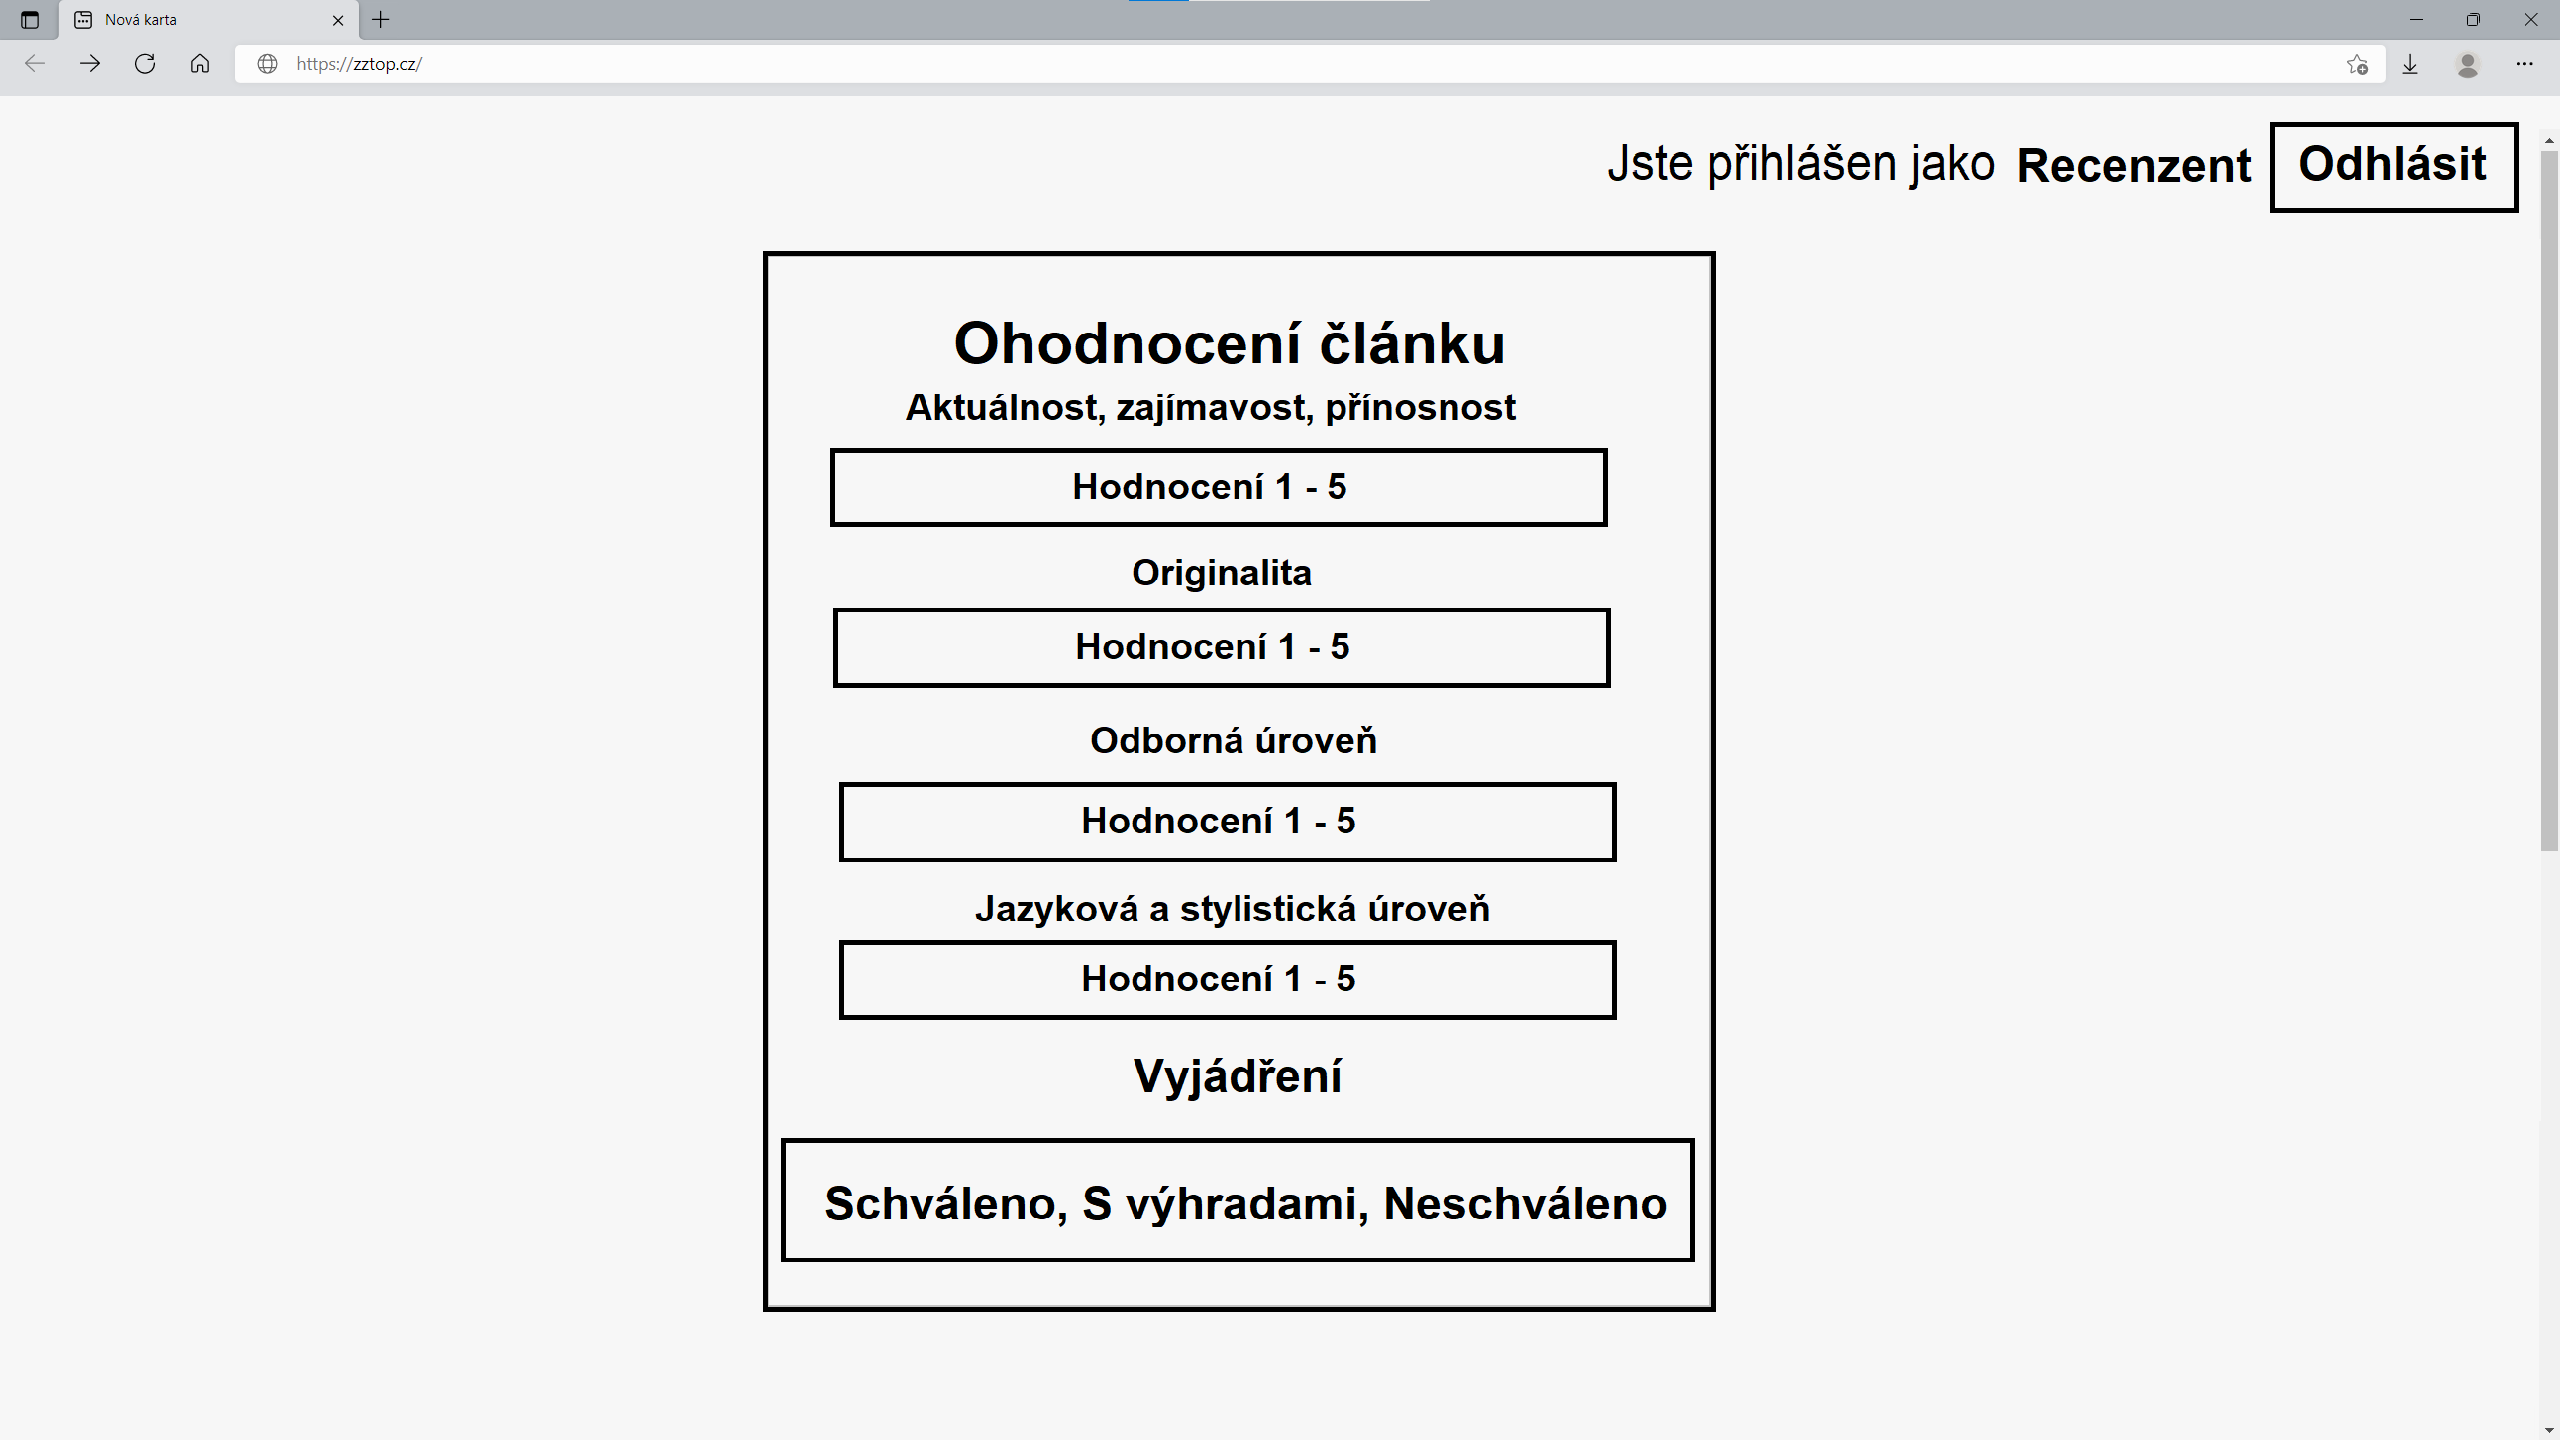 Nová karta
https://zztop.cz/
Jste přihlášen jako Recenzent Odhlásit
Ohodnocení článku
Aktuálnost, zajímavost, přínosnost
Hodnocení 1 - 5
Originalita
Hodnocení 1 - 5
Odborná úroveň
Hodnocení 1 - 5
Jazyková a stylistická úroveň
Hodnocení 1 - 5
Vyjádření
Schváleno, S výhradami, Neschváleno